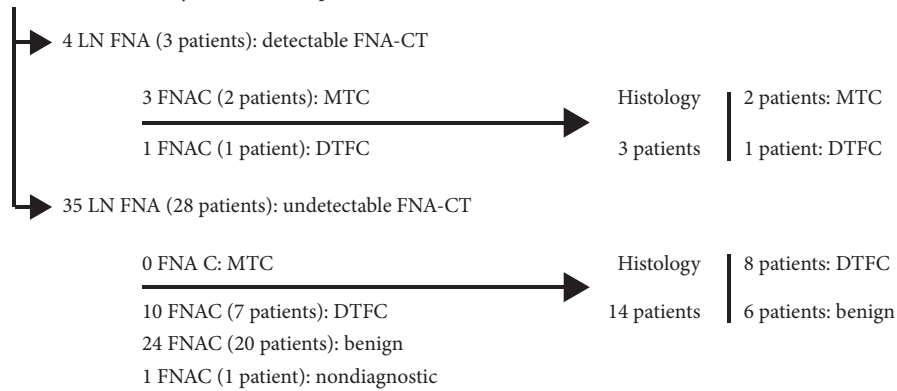 4 LN FNA (3 patients): detectable FNA-CT
3 FNAC (2 patients): MTC
Histology
2 patients: MTC
1 FNAC (1 patient): DTFC
3 patients
1 patient: DTFC
35 LN FNA (28 patients): undetectable FNA-CT
0 FNA C: MTC
Histology
8 patients: DTFC
10 FNAC (7 patients): DTFC
14 patients
6 patients: benign
24 FNAC (20 patients): benign
1 FNAC (1 patient): nondiagnostic